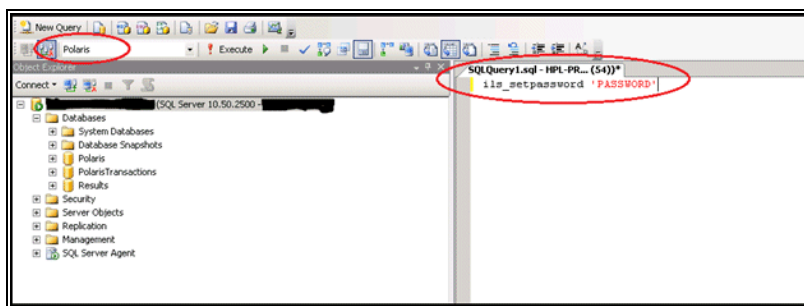 New Query
Polaris
Execute
Object Explorer
Connect
(SQL Server 10.50.2500 -
Databases
System Databases
Database Snapshots
Polaris
PolarisTransactions
Results
Security
Server Objects
Replication
Management
SQL Server Agent
SQLQuery1.sql - HPL-PR... (54))*
ils_setpassword 'PASSWORD'